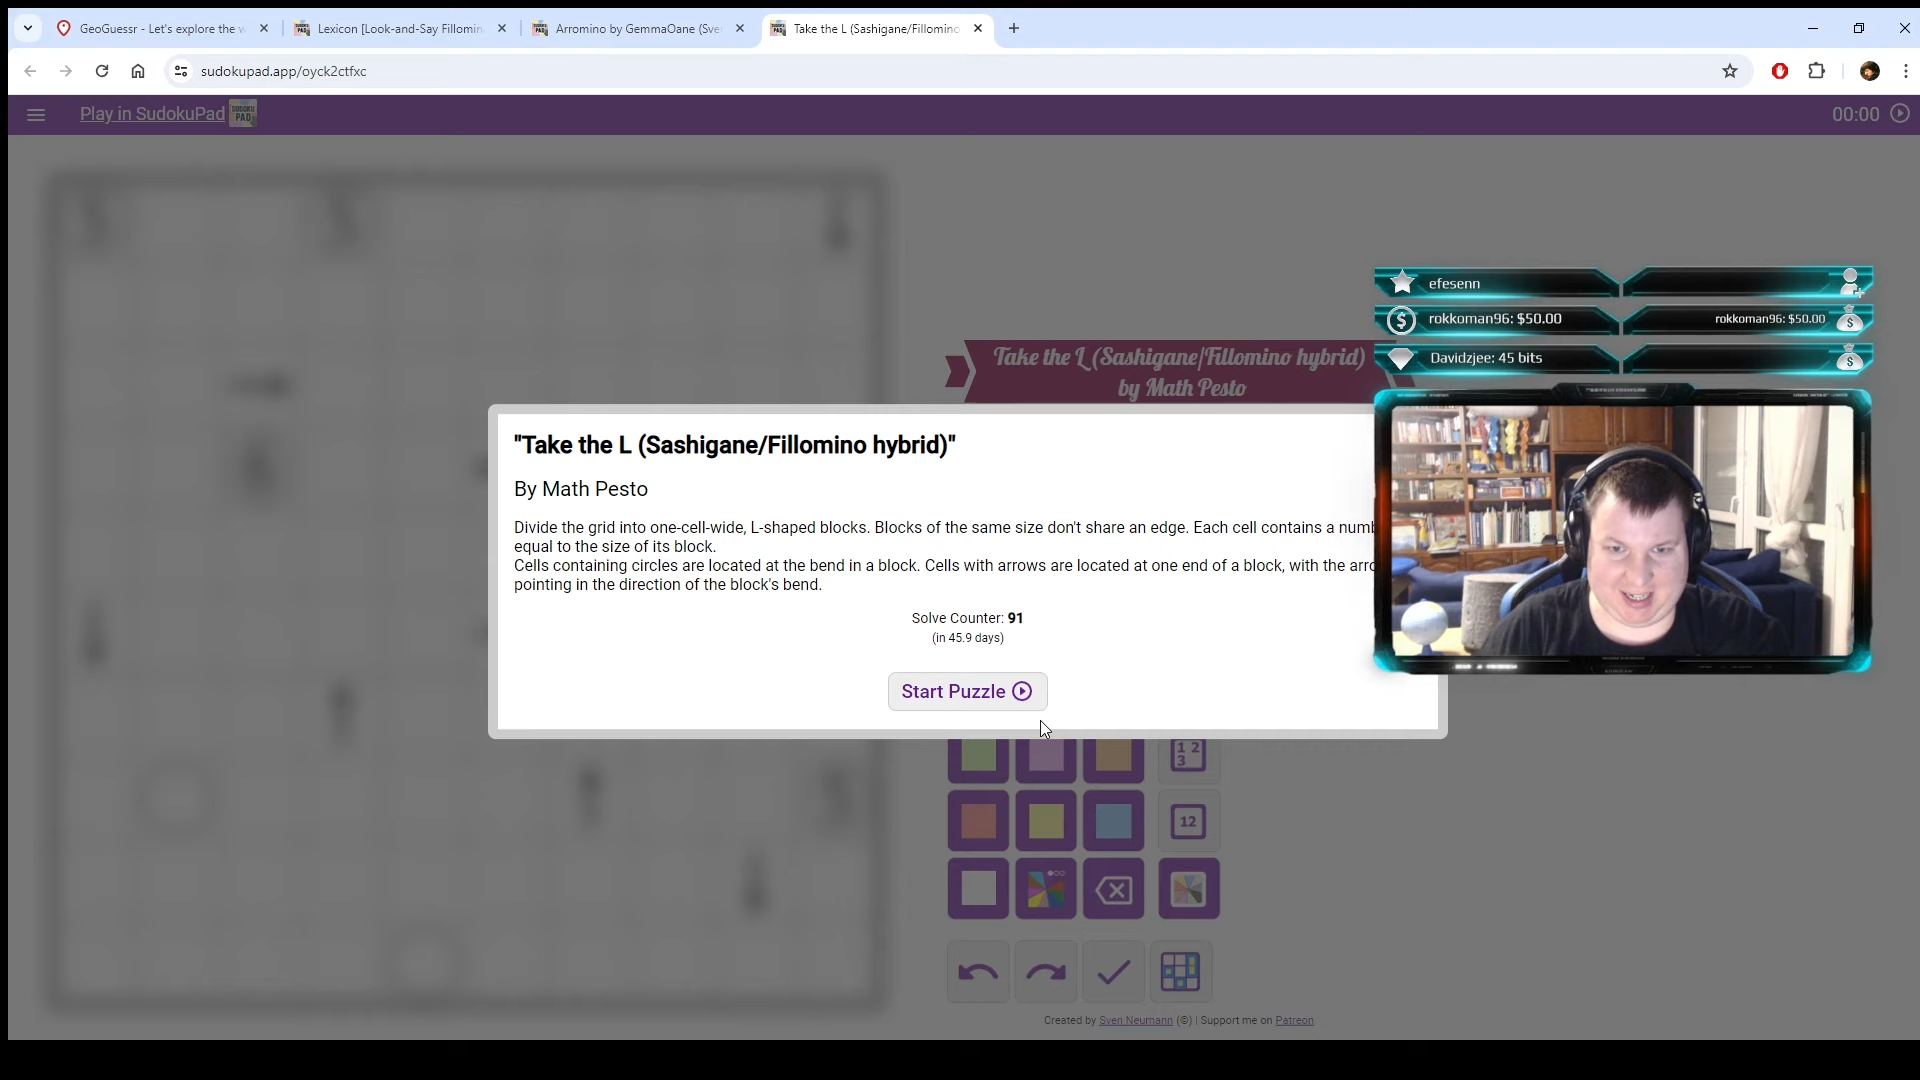 GeoGuessr - Let's explore the w
Lexicon [Look-and-Say Fillomin
Arromino by GemmaOane (Sve
Take the L (Sashigane/Fillomino
sudokupad.app/oyck2ctfxc
Play in SudokuPad
SUDOKU PAD
00:00
efesenn
rokkoman96: $50.00
rokkoman96: $50.00
Davidzjee: 45 bits
Take the L (Sashigane/Fillomino hybrid)
by Math Pesto
"Take the L (Sashigane/Fillomino hybrid)"
By Math Pesto
Divide the grid into one-cell-wide, L-shaped blocks. Blocks of the same size don't share an edge. Each cell contains a numb
equal to the size of its block.
Cells containing circles are located at the bend in a block. Cells with arrows are located at one end of a block, with the arro
pointing in the direction of the block's bend.
Solve Counter: 91
(in 45.9 days)
Start Puzzle
1 2
3
12
Created by Sven Neumann (©) | Support me on Patreon